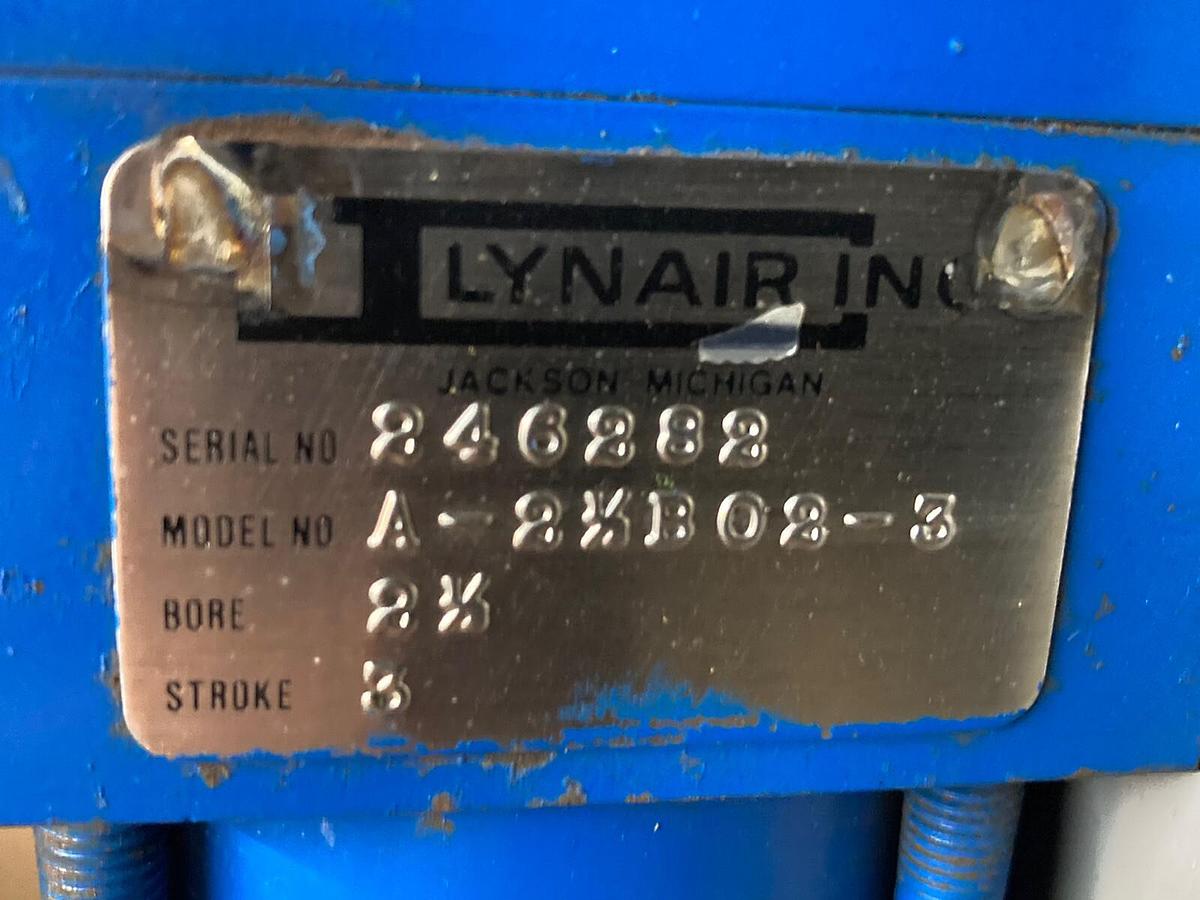 LYNAIR INC
JACKSON MICHIGAN
SERIAL NO 246282
MODEL NO A-2½B02-3
BORE 2½
STROKE 3